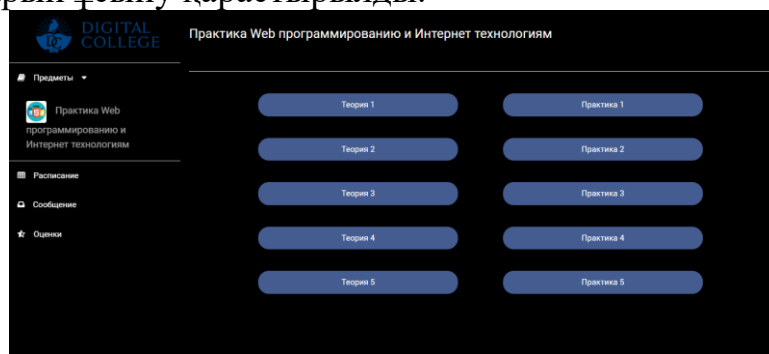 қарастырылды.
DIGITAL
COLLEGE
Практика Web программированию и Интернет технологиям
Предметы
Практика Web
программированию и
Интернет технологиям
Расписание
Сообщение
Оценки
Теория 1
Практика 1
Теория 2
Практика 2
Теория 3
Практика 3
Теория 4
Практика 4
Теория 5
Практика 5